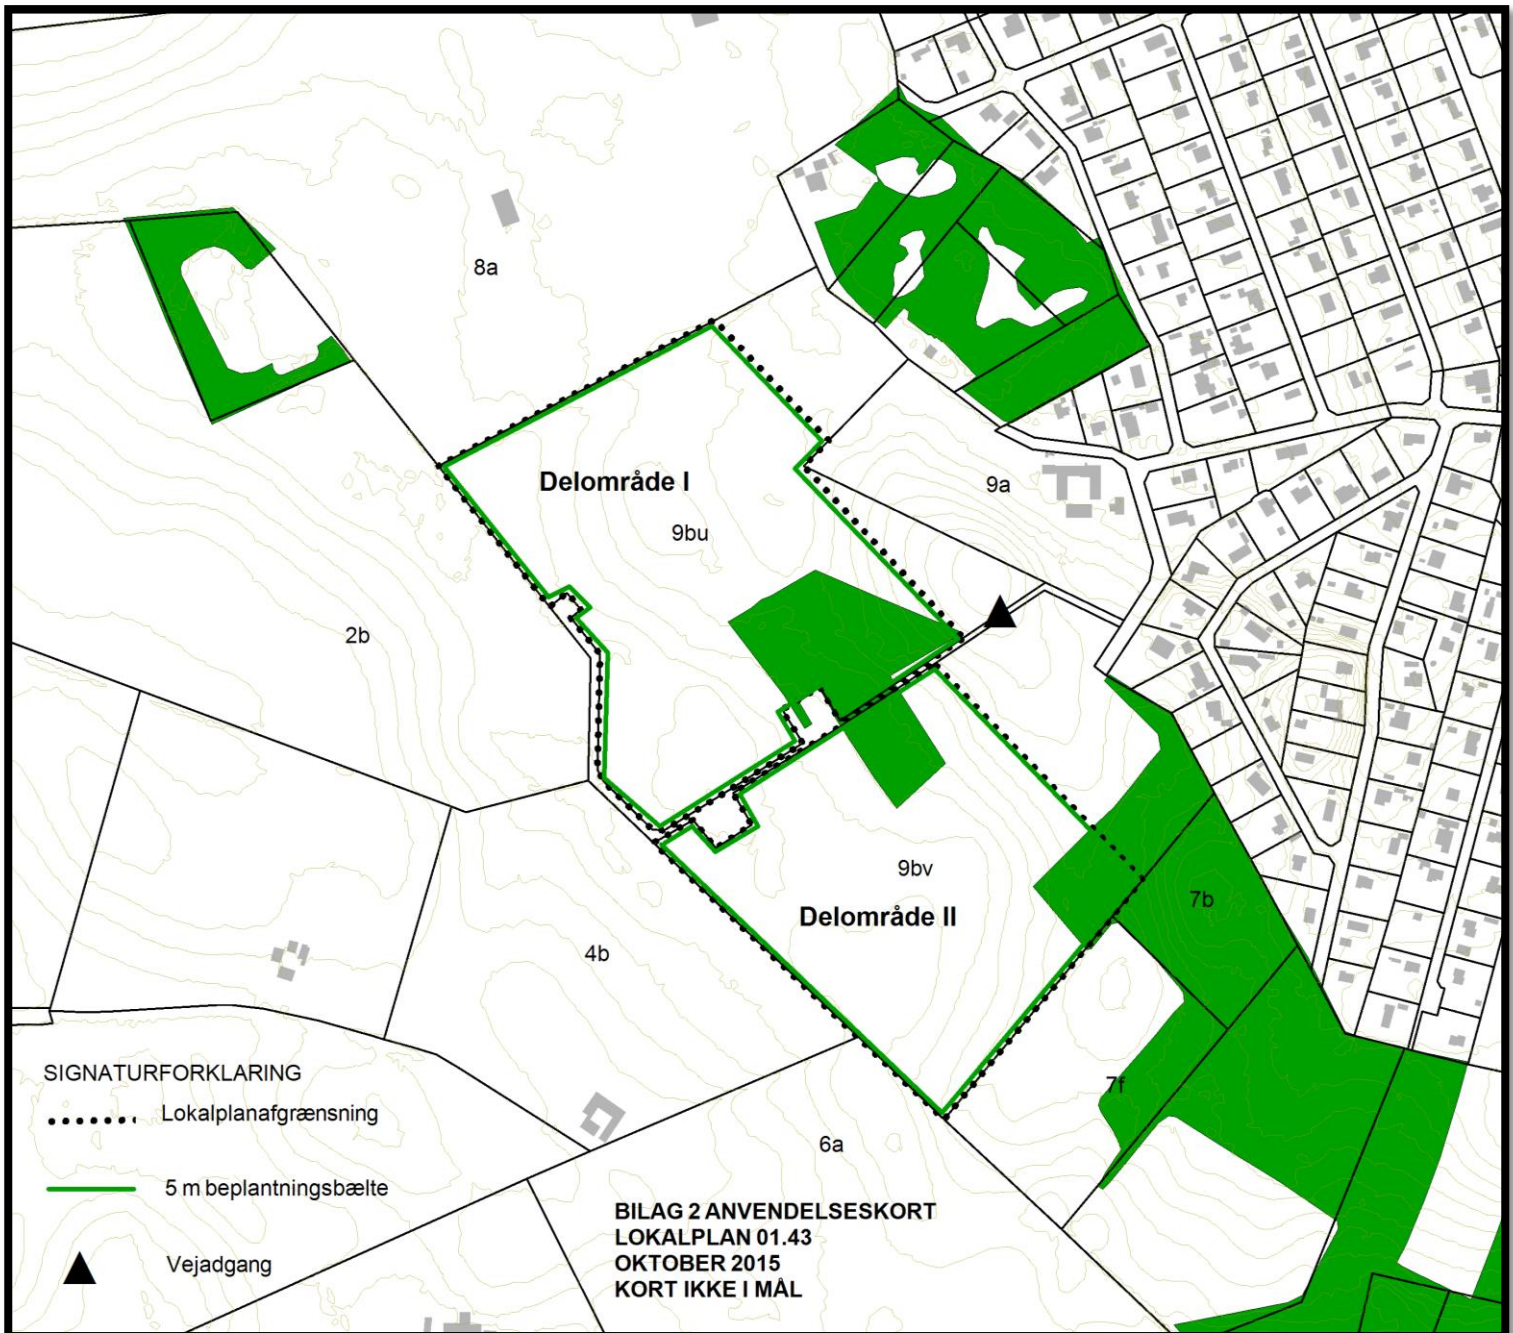 8a
Delområde I
9a
9bu
2b
9bv
7b
Delområde II
4b
SIGNATURFORKLARING
7f
Lokalplanafgrænsning
6a
5 m beplantningsbælte
BILAG 2 ANVENDELSESKORT
LOKALPLAN 01.43
OKTOBER 2015
KORT IKKE I MÅL
Vejadgang